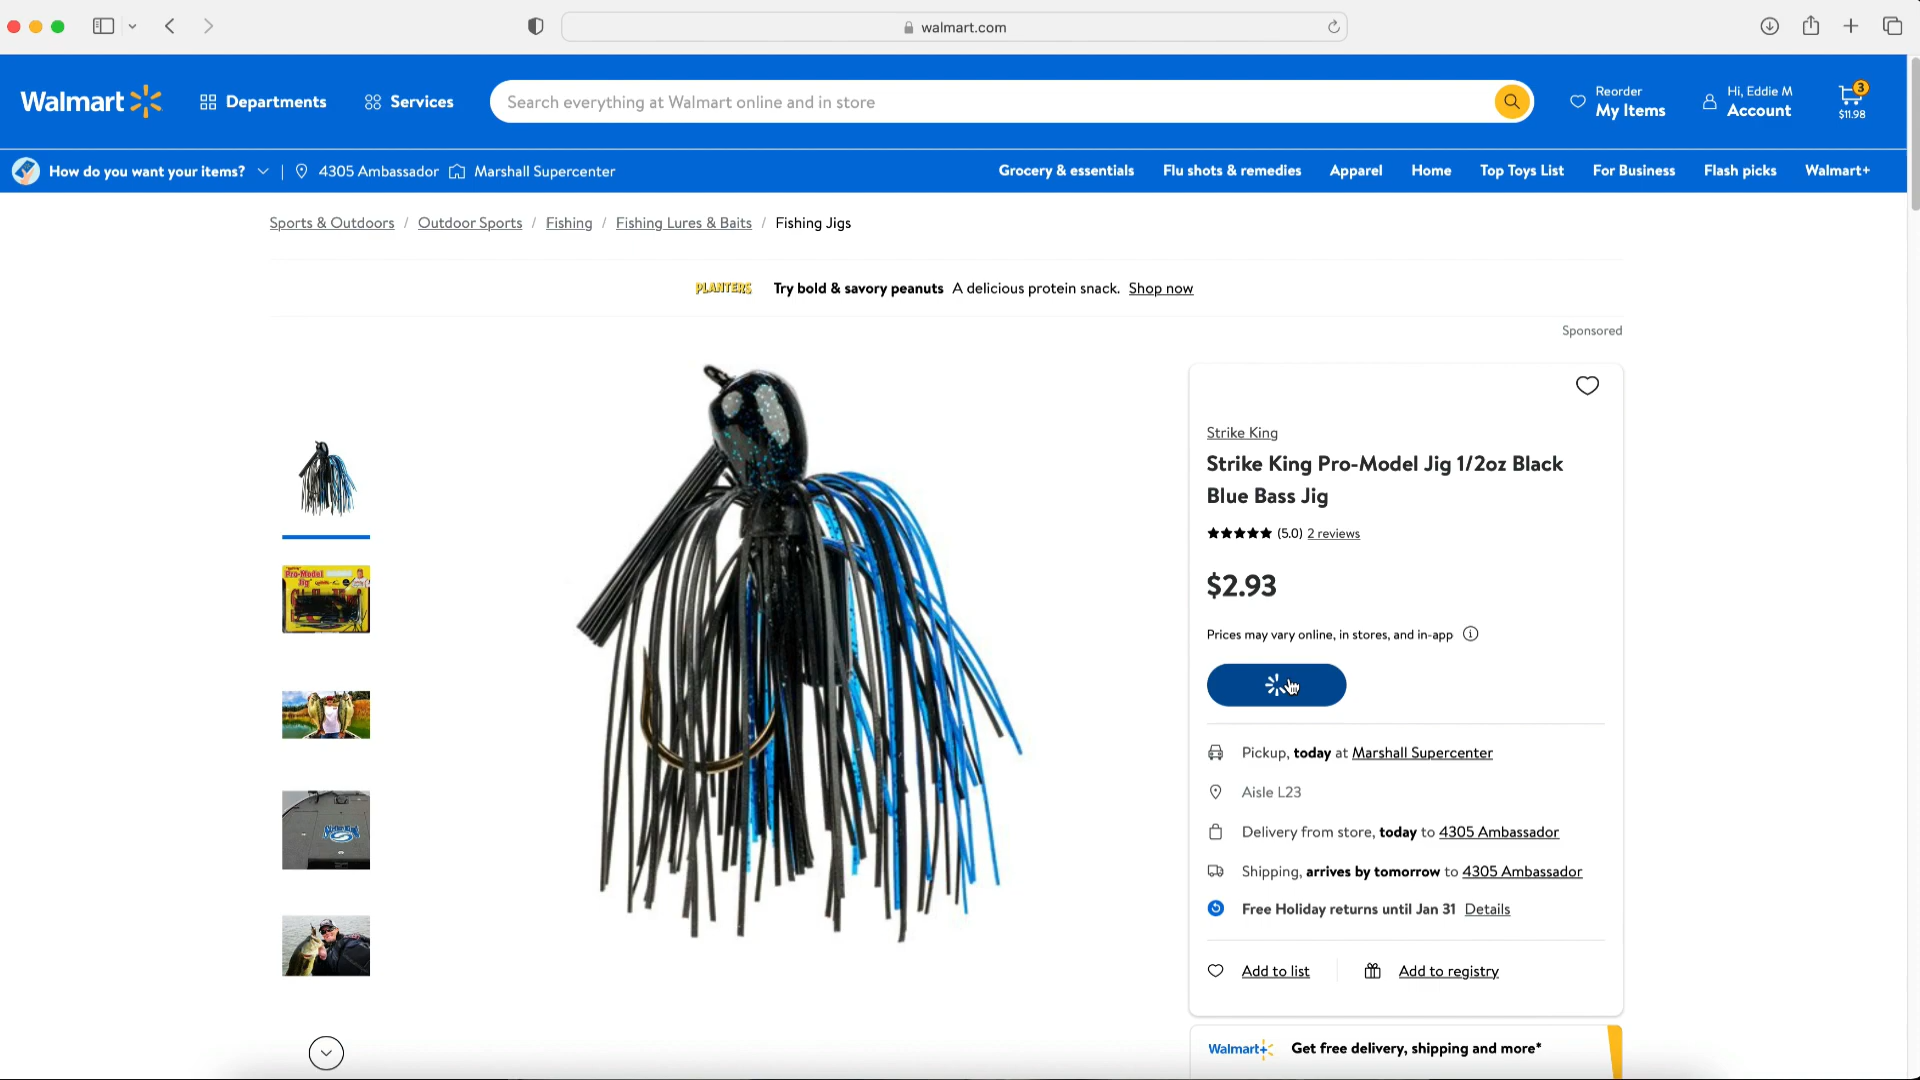 walmart.com
Walmart
Departments
Services
Search everything at Walmart online and in store
Reorder
My Items
Hi, Eddie M
Account
3
$11.98
How do you want your items?
4305 Ambassador
Marshall Supercenter
Grocery & essentials
Flu shots & remedies
Apparel
Home
Top Toys List
For Business
Flash picks
Walmart+
Sports & Outdoors / Outdoor Sports / Fishing / Fishing Lures & Baits / Fishing Jigs
PLANTERS Try bold & savory peanuts A delicious protein snack. Shop now
Sponsored
Pro-Model
Jig
Strike King
Strike King Pro-Model Jig 1/2oz Black
Blue Bass Jig
(5.0) 2 reviews
$2.93
Prices may vary online, in stores, and in-app
Pickup, today at Marshall Supercenter
Aisle L23
Delivery from store, today to 4305 Ambassador
Shipping, arrives by tomorrow to 4305 Ambassador
Free Holiday returns until Jan 31 Details
Add to list
Add to registry
Walmart+ Get free delivery, shipping and more*